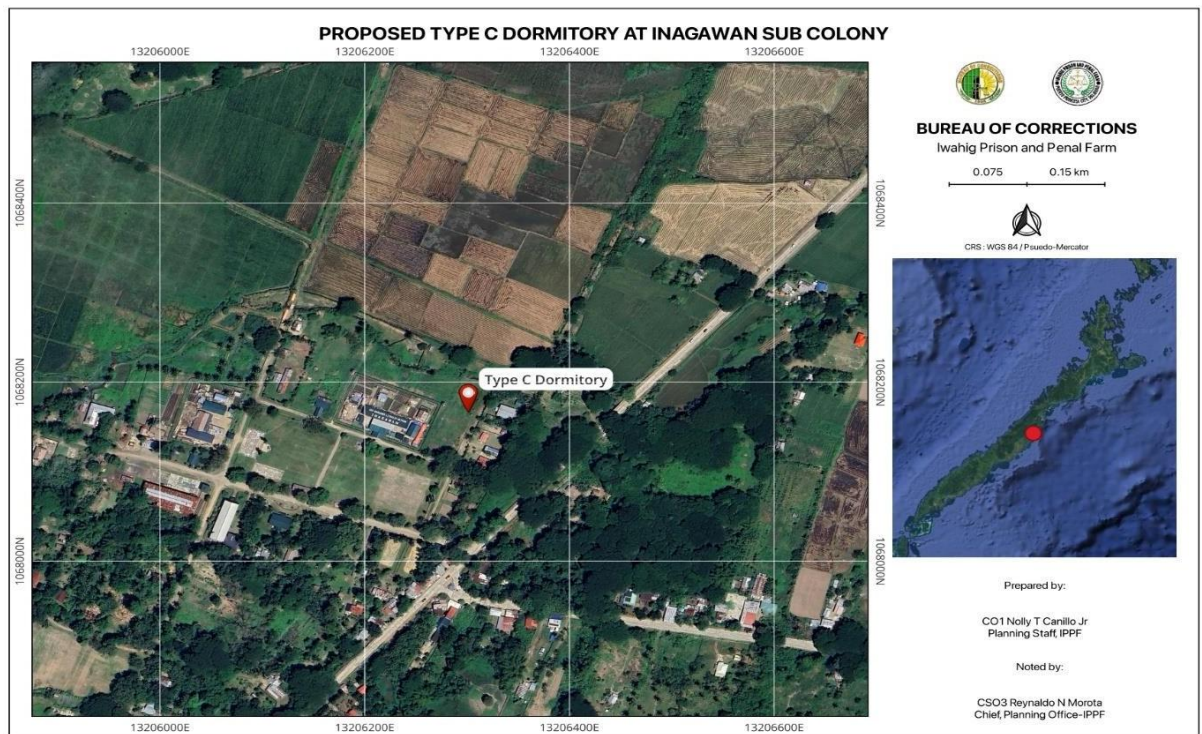 PROPOSED TYPE C DORMITORY AT INAGAWAN SUB COLONY
13206000E 13206200E 13206400E 13206600E
1068400N 1068400N
1068200N 1068200N
1068000N 1068000N
Type C Dormitory
13206000E 13206200E 13206400E 13206600E
BUREAU OF CORRECTIONS
Iwahig Prison and Penal Farm
0.075 0.15 km
CRS : WGS 84 / Psuedo-Mercator
Prepared by:
CO1 Nolly T Canillo Jr
Planning Staff, IPPF
Noted by:
CSO3 Reynaldo N Morota
Chief, Planning Office-IPPF